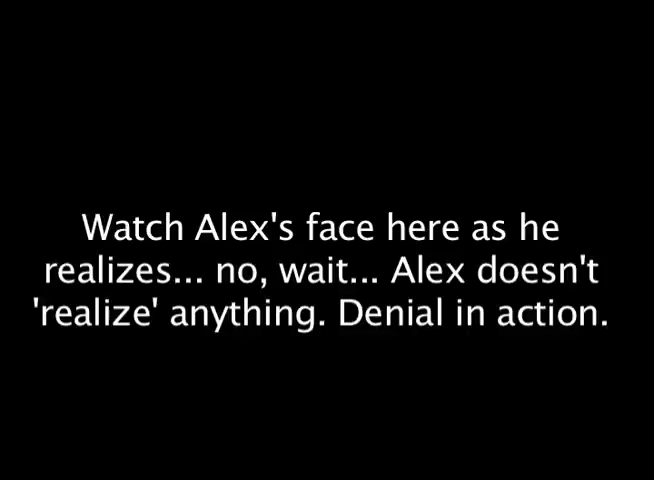 Watch Alex's face here as he
realizes... no, wait... Alex doesn't
'realize' anything. Denial in action.